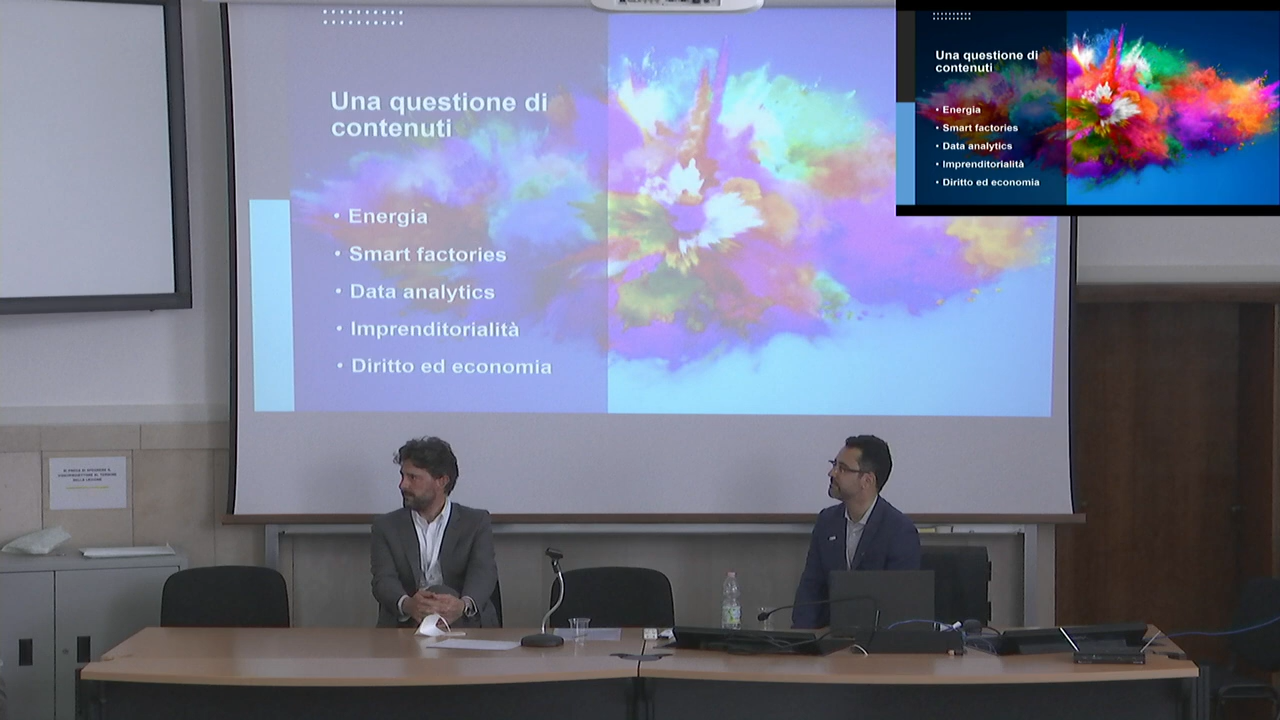 Una questione di
contenuti
• Energia
• Smart factories
• Data analytics
• Imprenditorialità
• Diritto ed economia
Una questione di
contenuti
• Energia
• Smart factories
• Data analytics
• Imprenditorialità
• Diritto ed economia